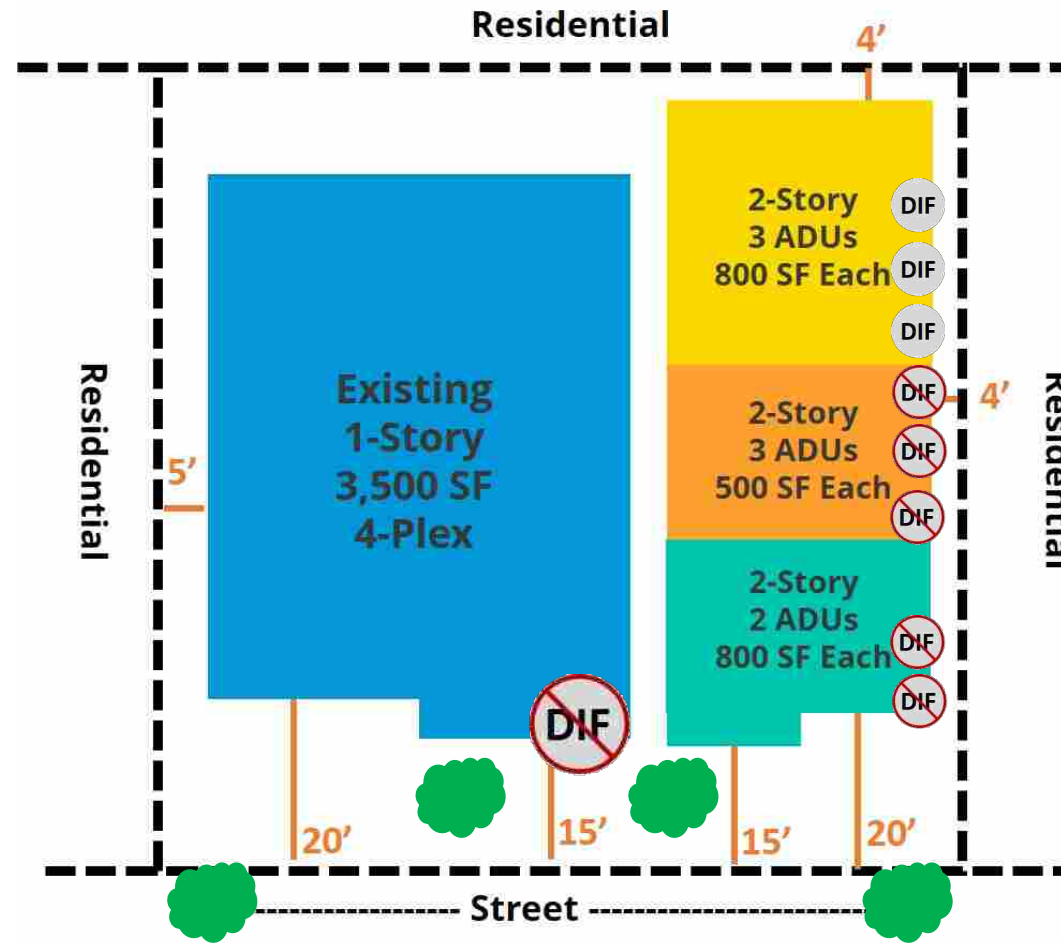 Residential
4’
2-Story
3 ADUs
800 SF Each
DIF
DIF
DIF
Existing
1-Story
3,500 SF
4-Plex
Residential
5’
2-Story
3 ADUs
500 SF Each
DIF
DIF
DIF
4’
Residential
2-Story
2 ADUs
800 SF Each
DIF
DIF
DIF
20’
15’
15’
20’
Street